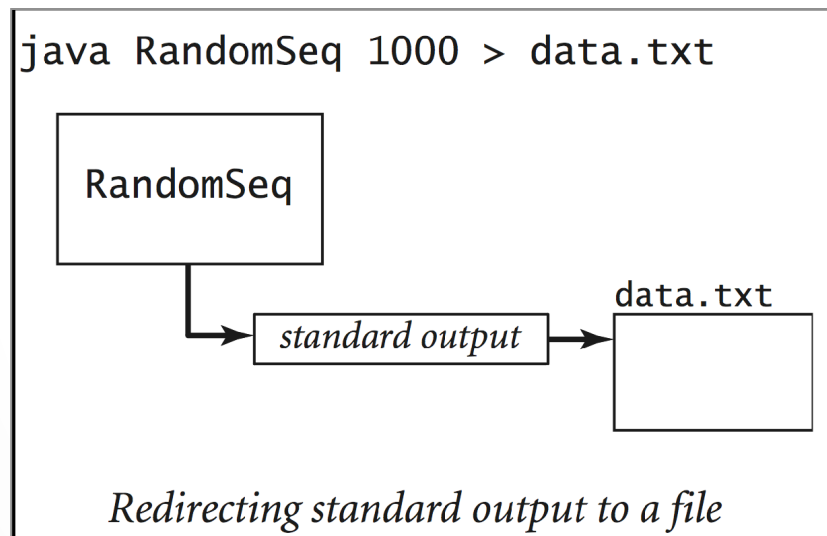 java RandomSeq 1000 > data.txt
RandomSeq
data.txt
standard output
Redirecting standard output to a file